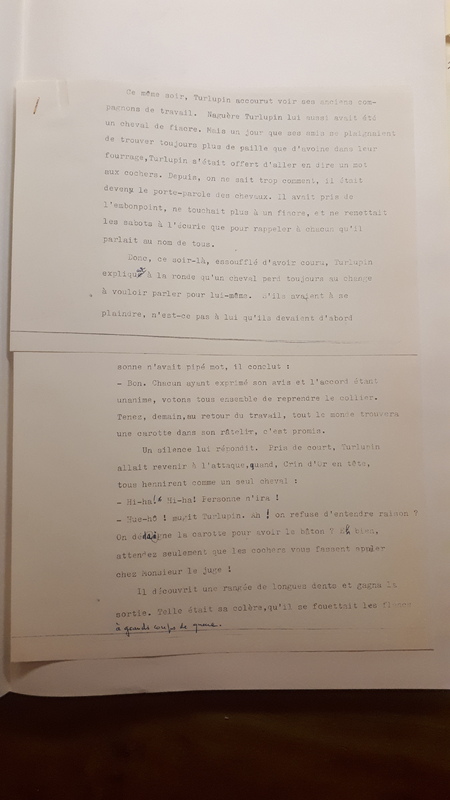 Ce même soir, Turlupin accourut voir ses anciens com-
pagnons de travail. Naguère Turlupin lui aussi avait été
un cheval de fiacre. Mais un jour que ses amis se plaignaient
de trouver toujours plus de paille que d'avoine dans leur
fourrage,Turlupin s'était offert d'aller en dire un mot
aux cochers. Depuis, on ne sait trop comment, il était
devenu le porte-parole des chevaux. Il avait pris de
l'embonpoint, ne touchait plus à un fiacre, et ne remettait
les sabots à l'écurie que pour rappeler à chacun qu'il
parlait au nom de tous.
Donc, ce soir-là, essoufflé d'avoir couru, Turlupin
expliqua à la ronde qu'un cheval perd toujours au change
à vouloir parler pour lui-même. S'ils avaient à se
plaindre, n'est-ce pas à lui qu'ils devaient d'abord
sonne n'avait pipé mot, il conclut :
- Bon. Chacun ayant exprimé son avis et l'accord étant
unanime, votons tous ensemble de reprendre le collier.
Tenez, demain,au retour du travail, tout le monde trouvera
une carotte dans son râtelier, c'est promis.
Un silence lui répondit. Pris de court, Turlupin
allait revenir à l'attaque,quand, Crin d'Or en tête,
tous hennirent comme un seul cheval :
- Hi-ha! Hi-ha! Personne n'ira !
- Hue-hô ! mugit Turlupin. Ah ! on refuse d'entendre raison ?
On dédaigne la carotte pour avoir le bâton ? Eh bien,
attendez seulement que les cochers vous fassent appeler
chez Monsieur le juge !
Il découvrit une rangée de longues dents et gagna la
sortie. Telle était sa colère,qu'il se fouettait les flancs
à grands coups de queue.